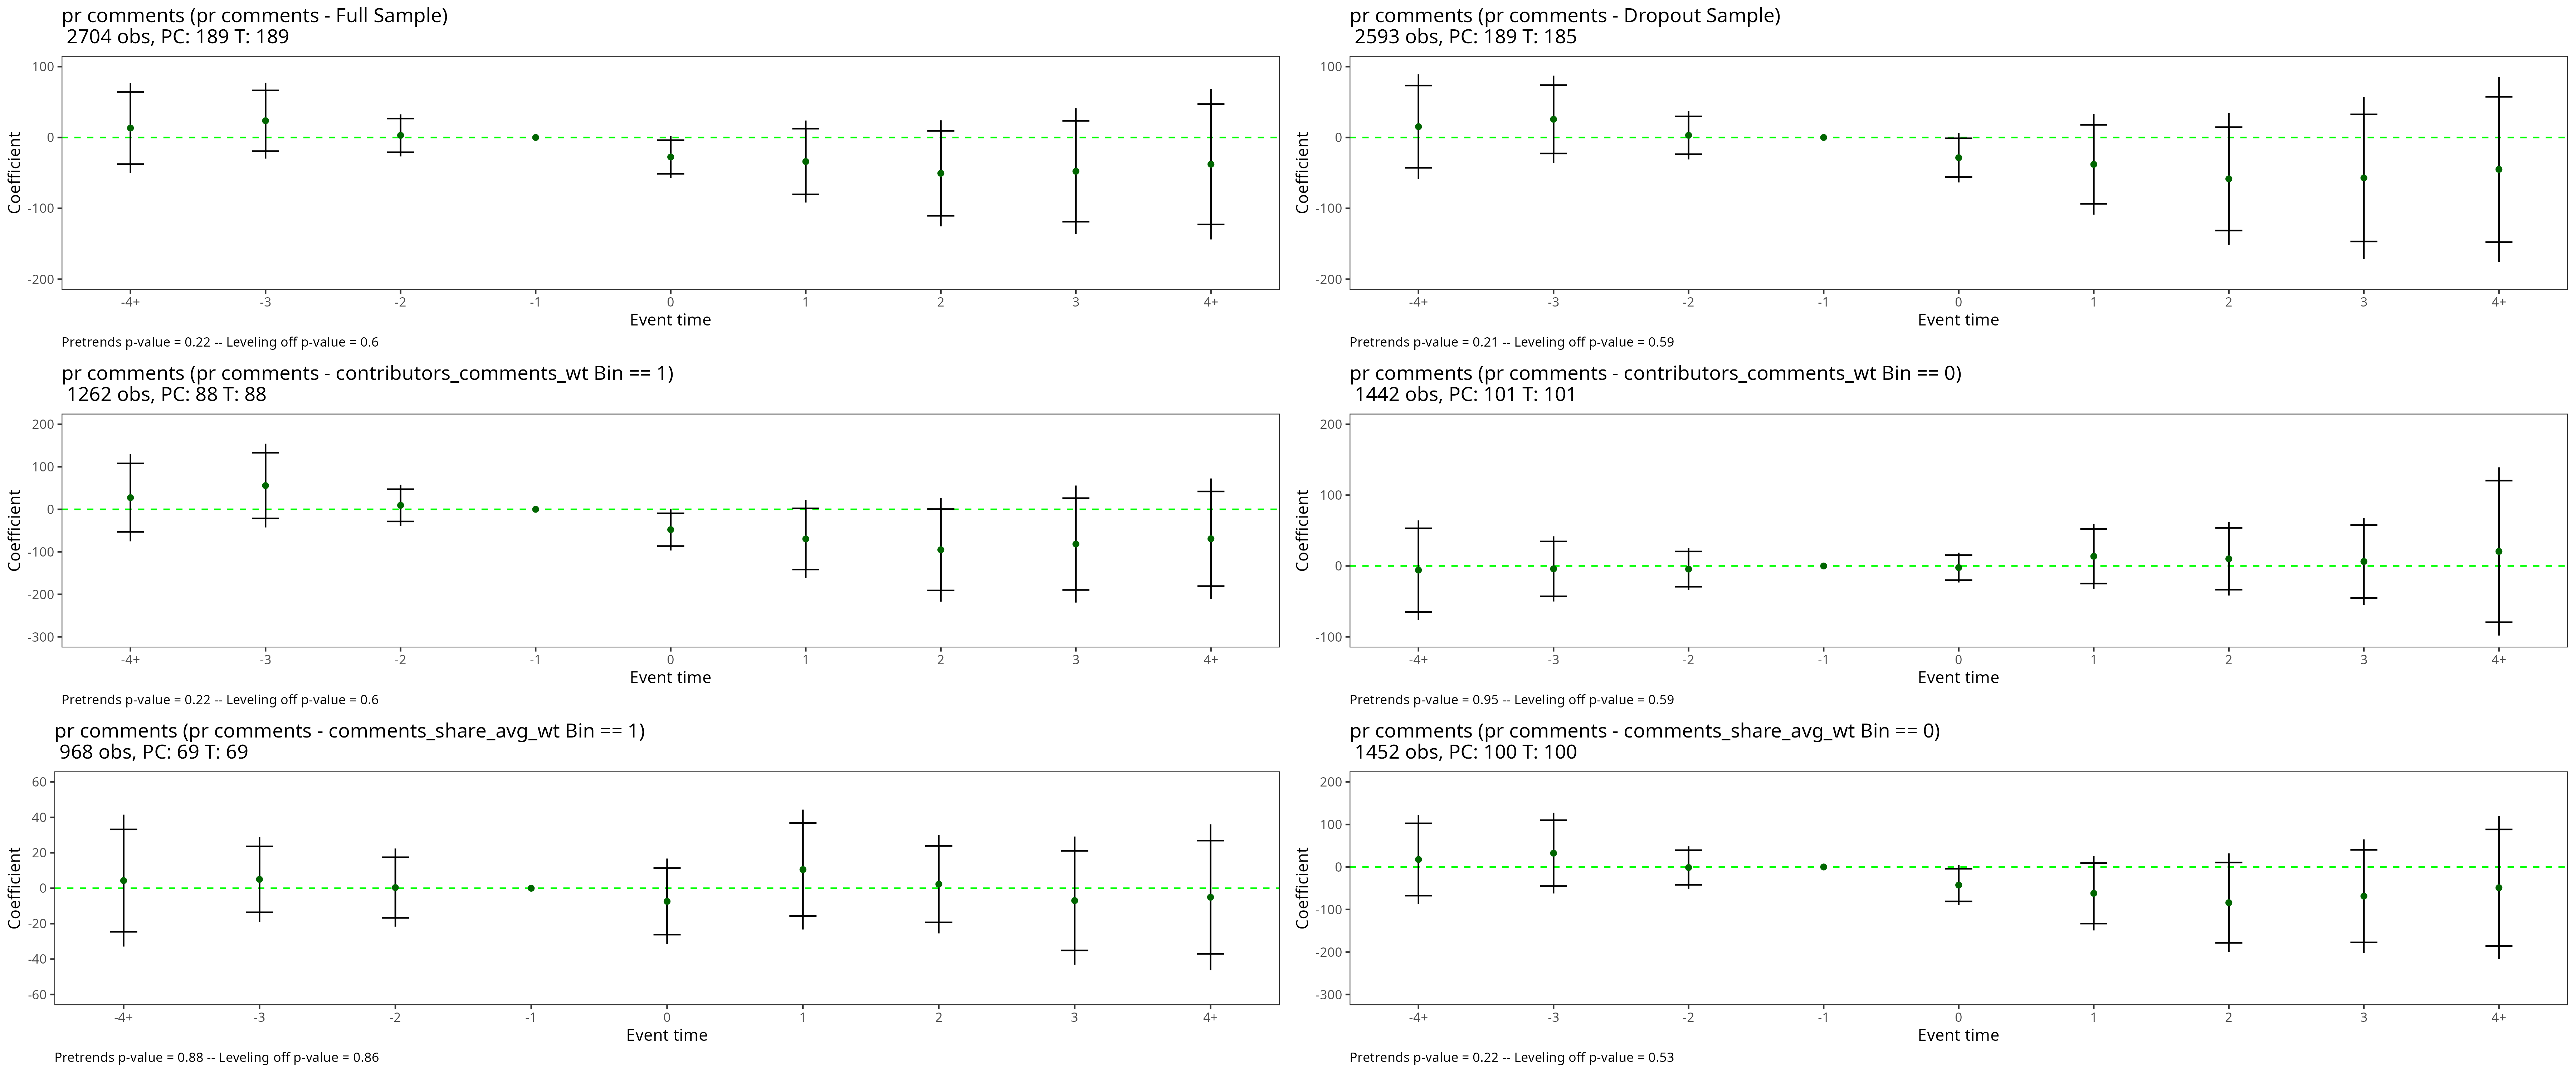 pr comments (pr comments - Full Sample)
2704 obs, PC: 189 T: 189
100
0
-100
-200
Coefficient
-4+ -3 -2 -1 0 1 2 3 4+
Event time
Pretrends p-value = 0.22 -- Leveling off p-value = 0.6
pr comments (pr comments - Dropout Sample)
2593 obs, PC: 189 T: 185
100
0
-100
-200
Coefficient
-4+ -3 -2 -1 0 1 2 3 4+
Event time
Pretrends p-value = 0.21 -- Leveling off p-value = 0.59
pr comments (pr comments - contributors_comments_wt Bin == 1)
1262 obs, PC: 88 T: 88
200
100
0
-100
-200
-300
Coefficient
-4+ -3 -2 -1 0 1 2 3 4+
Event time
Pretrends p-value = 0.22 -- Leveling off p-value = 0.6
pr comments (pr comments - contributors_comments_wt Bin == 0)
1442 obs, PC: 101 T: 101
200
100
0
-100
Coefficient
-4+ -3 -2 -1 0 1 2 3 4+
Event time
Pretrends p-value = 0.95 -- Leveling off p-value = 0.59
pr comments (pr comments - comments_share_avg_wt Bin == 1)
968 obs, PC: 69 T: 69
60
40
20
0
-20
-40
-60
Coefficient
-4+ -3 -2 -1 0 1 2 3 4+
Event time
Pretrends p-value = 0.88 -- Leveling off p-value = 0.86
pr comments (pr comments - comments_share_avg_wt Bin == 0)
1452 obs, PC: 100 T: 100
200
100
0
-100
-200
-300
Coefficient
-4+ -3 -2 -1 0 1 2 3 4+
Event time
Pretrends p-value = 0.22 -- Leveling off p-value = 0.53